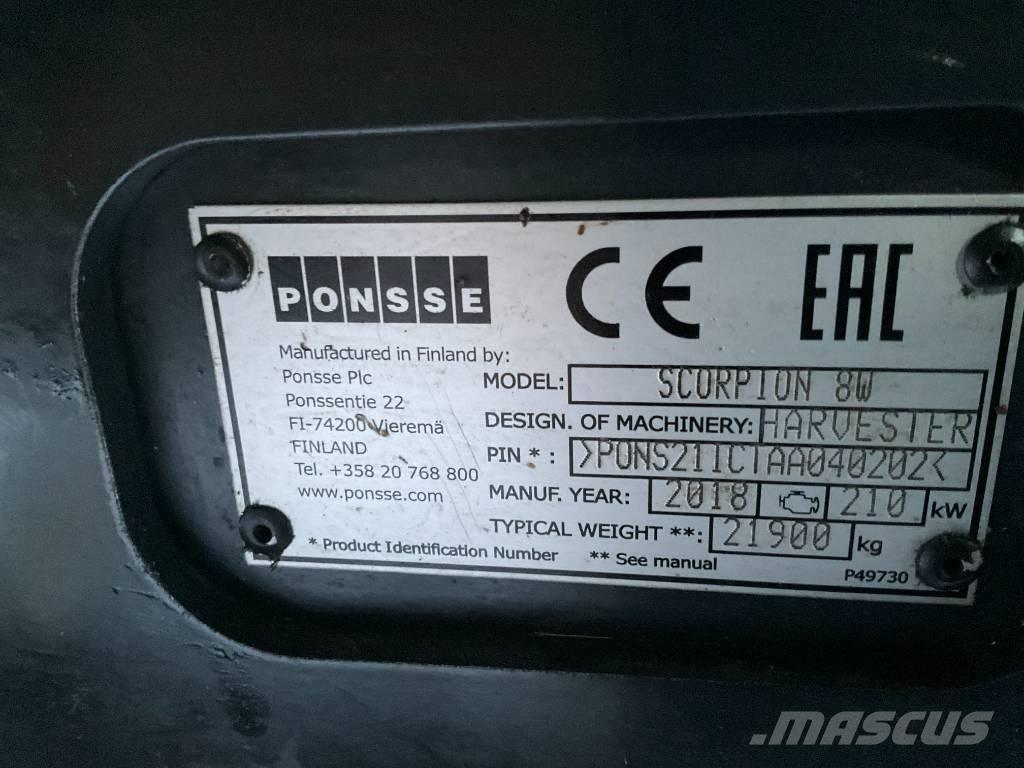 PONSSE
CE
EAC
Manufactured in Finland by:
Ponsse Plc
Ponssentie 22
FI-74200 Vieremä
FINLAND
Tel. +358 20 768 800
www.ponsse.com
MODEL: SCORPION 8W
DESIGN. OF MACHINERY: HARVESTER
PIN * :
MANUF. YEAR: 2018 210 kW
TYPICAL WEIGHT **: 21900 kg
* Product Identification Number ** See manual
P49730
MASCUS